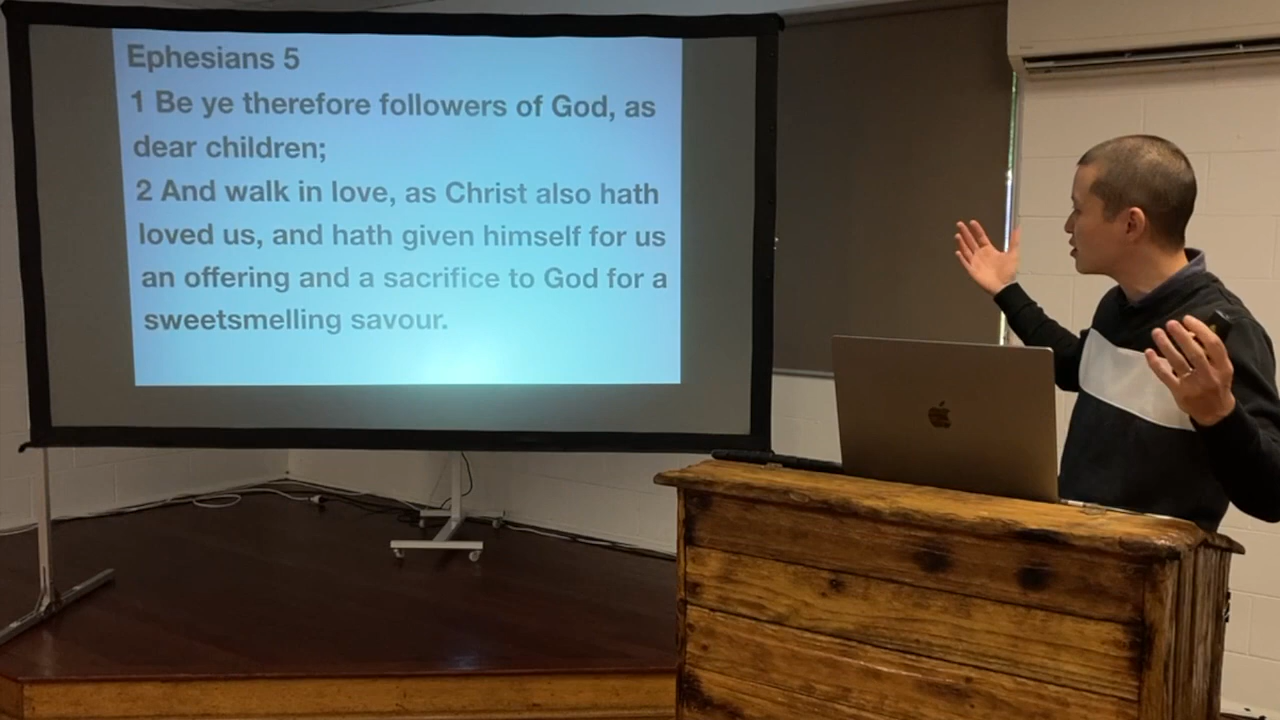 Ephesians 5
1 Be ye therefore followers of God, as
dear children;
2 And walk in love, as Christ also hath
loved us, and hath given himself for us
an offering and a sacrifice to God for a
sweetsmelling savour.